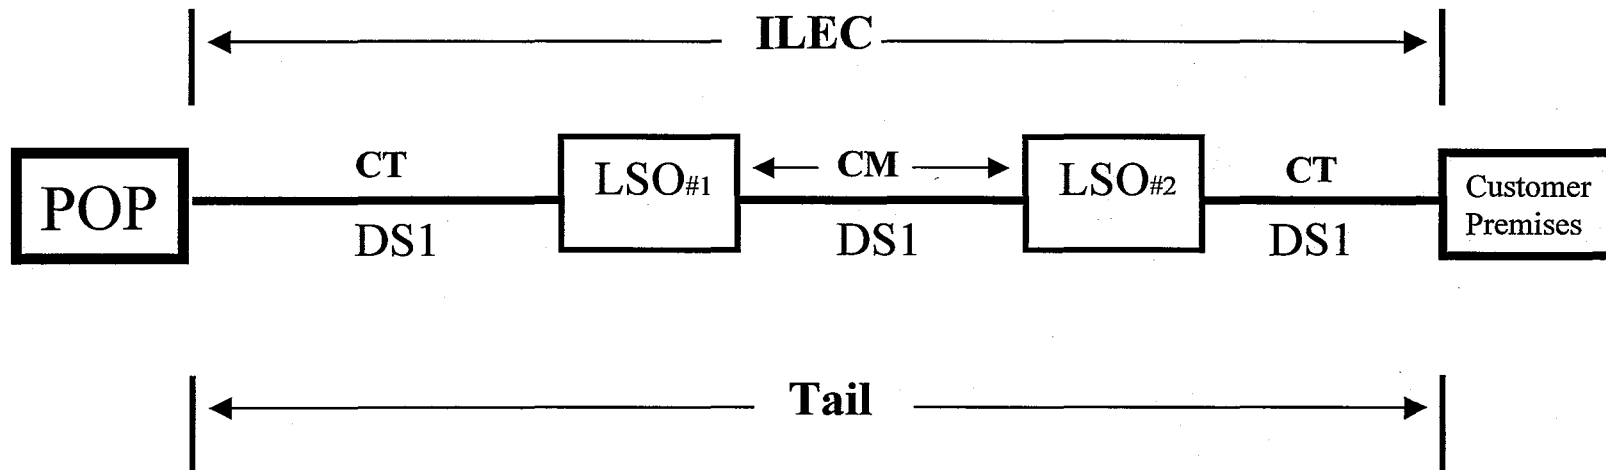 ILEC
POP
CT
DS1
LSO#1
CM
DS1
LSO#2
CT
DS1
Customer
Premises
Tail